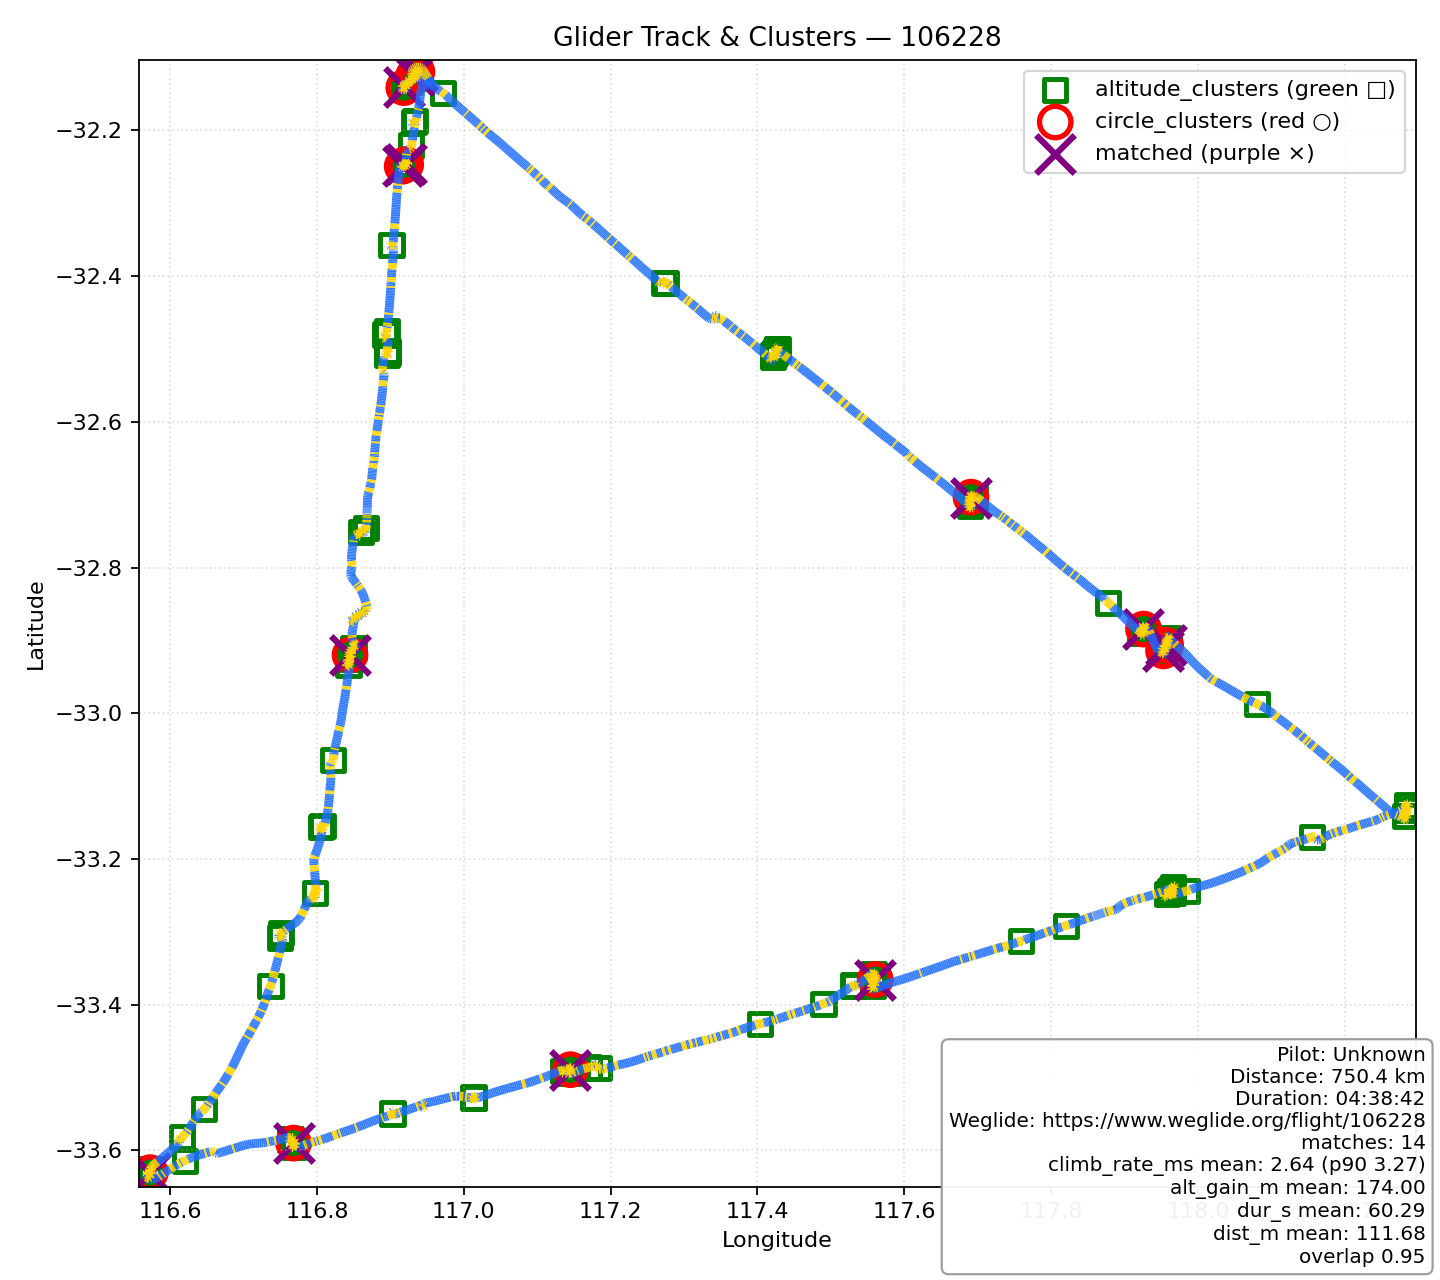 Glider Track & Clusters — 106228
altitude_clusters (green □)
circle_clusters (red ○)
matched (purple ×)
Latitude
−32.2
−32.4
−32.6
−32.8
−33.0
−33.2
−33.4
−33.6
116.6 116.8 117.0 117.2 117.4 117.6 117.8 118.0
Longitude
Pilot: Unknown
Distance: 750.4 km
Duration: 04:38:42
Weglide: https://www.weglide.org/flight/106228
matches: 14
climb_rate_ms mean: 2.64 (p90 3.27)
alt_gain_m mean: 174.00
dur_s mean: 60.29
dist_m mean: 111.68
overlap 0.95